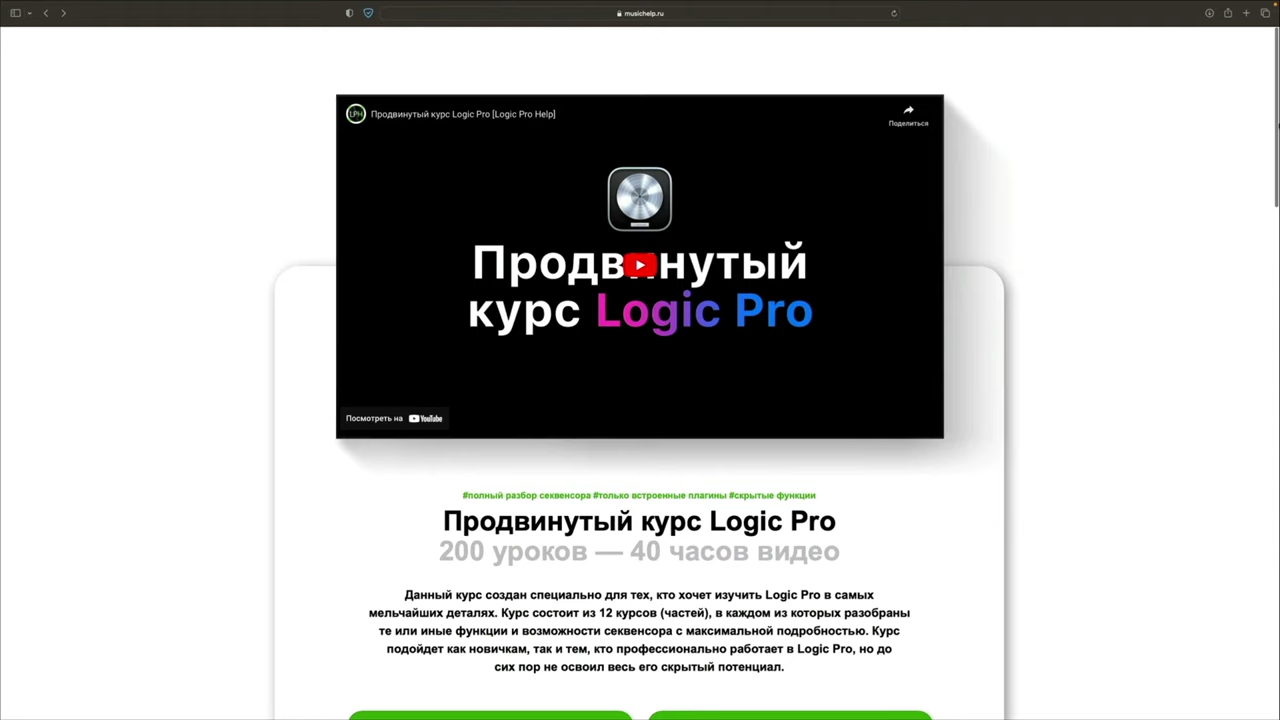 musichelp.ru
LPH
Продвинутый курс Logic Pro [Logic Pro Help]
Поделиться
Продвинутый
курс Logic Pro
Посмотреть на YouTube
#полный разбор секвенсора #только встроенные плагины #скрытые функции
Продвинутый курс Logic Pro
200 уроков — 40 часов видео
Данный курс создан специально для тех, кто хочет изучить Logic Pro в самых
мельчайших деталях. Курс состоит из 12 курсов (частей), в каждом из которых разобраны
те или иные функции и возможности секвенсора с максимальной подробностью. Курс
подойдет как новичкам, так и тем, кто профессионально работает в Logic Pro, но до
сих пор не освоил весь его скрытый потенциал.